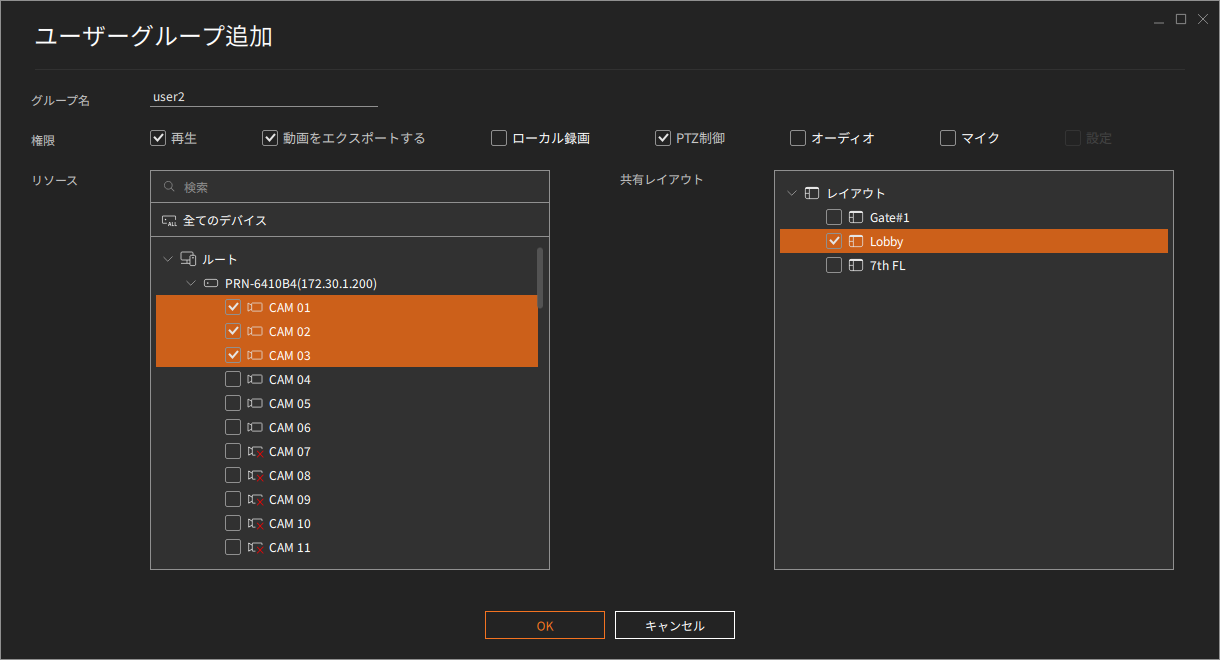 ユーザーグループ追加
グループ名 user2
権限 再生 動画をエクスポートする ローカル録画 PTZ制御 オーディオ マイク 設定
リソース 検索 共有レイアウト
全てのデバイス
ALL
ルート
PRN-6410B4(172.30.1.200)
CAM 01
CAM 02
CAM 03
CAM 04
CAM 05
CAM 06
CAM 07
CAM 08
CAM 09
CAM 10
CAM 11
レイアウト
Gate#1
Lobby
7th FL
OK キャンセル